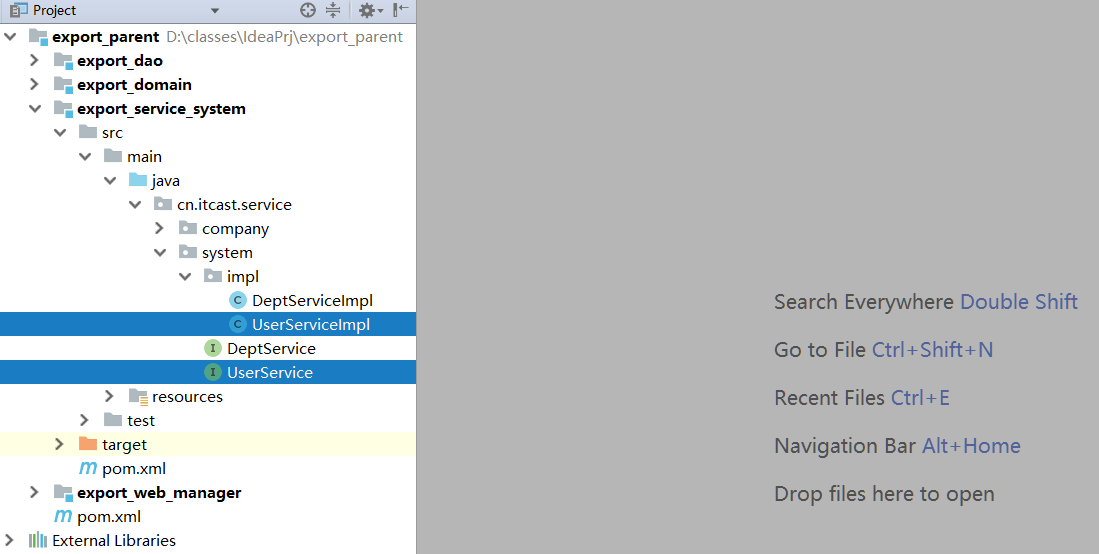 Project
export_parent D:\classes\IdeaPrj\export_parent
export_dao
export_domain
export_service_system
src
main
java
cn.itcast.service
company
system
impl
C DeptServiceImpl
C UserServiceImpl
I DeptService
I UserService
resources
test
target
m pom.xml
export_web_manager
m pom.xml
External Libraries
Search Everywhere Double Shift
Go to File Ctrl+Shift+N
Recent Files Ctrl+E
Navigation Bar Alt+Home
Drop files here to open